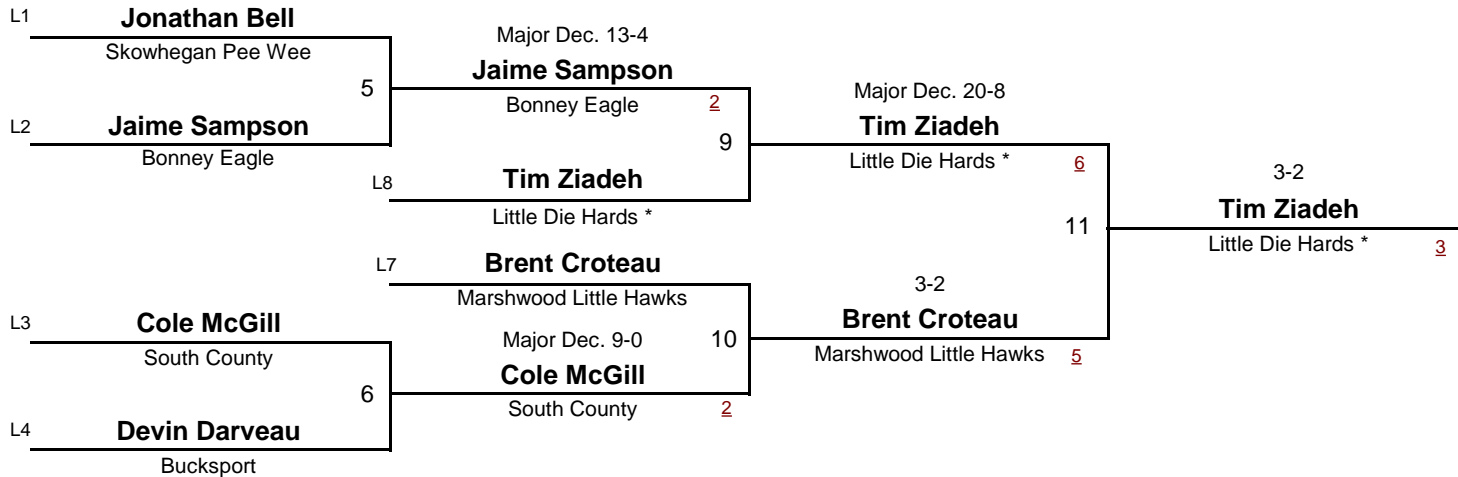 L1
Jonathan Bell
Skowhegan Pee Wee
5
L2
Jaime Sampson
Bonney Eagle
Major Dec. 13-4
Jaime Sampson
Bonney Eagle 2
9
L8
Tim Ziadeh
Little Die Hards *
Major Dec. 20-8
Tim Ziadeh
Little Die Hards * 6
11
3-2
Tim Ziadeh
Little Die Hards * 3
L7
Brent Croteau
Marshwood Little Hawks
10
3-2
Brent Croteau
Marshwood Little Hawks 5
L3
Cole McGill
South County
6
Major Dec. 9-0
Cole McGill
South County 2
L4
Devin Darveau
Bucksport